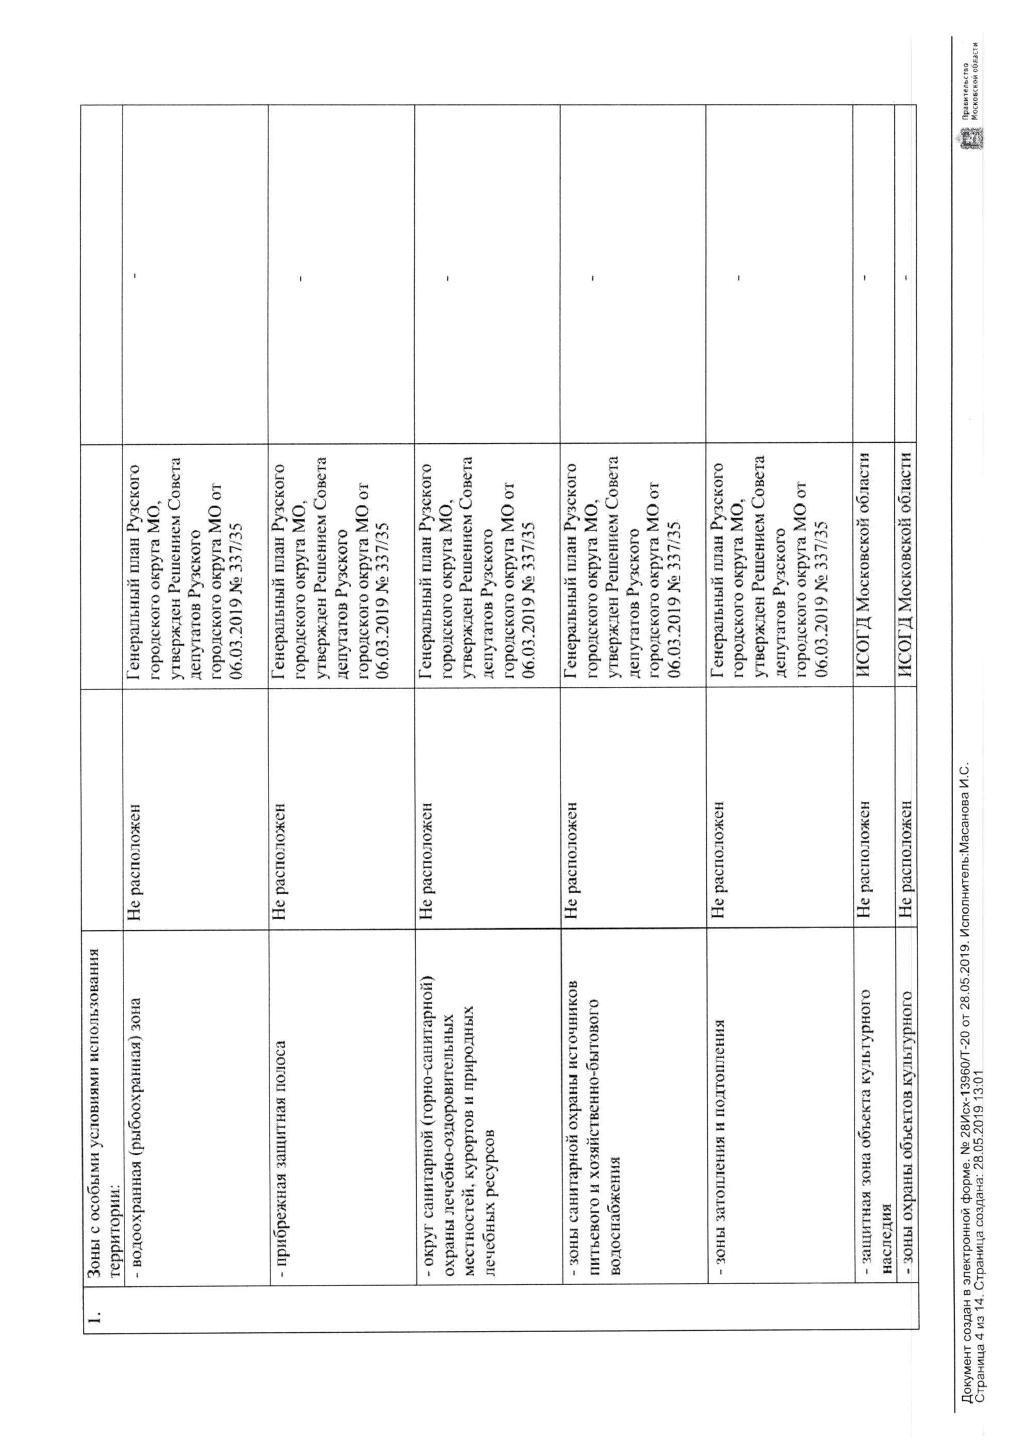 1.
Зоны с особыми условиями использования
территории:
- водоохранная (рыбоохранная) зона
Не расположен
Генеральный план Рузского
городского округа МО,
утвержден Решением Совета
депутатов Рузского
городского округа МО от
06.03.2019 № 337/35
-
- прибрежная защитная полоса
Не расположен
Генеральный план Рузского
городского округа МО,
утвержден Решением Совета
депутатов Рузского
городского округа МО от
06.03.2019 № 337/35
-
- округ санитарной (горно-санитарной)
охраны лечебно-оздоровительных
местностей, курортов и природных
лечебных ресурсов
Не расположен
Генеральный план Рузского
городского округа МО,
утвержден Решением Совета
депутатов Рузского
городского округа МО от
06.03.2019 № 337/35
-
- зоны санитарной охраны источников
питьевого и хозяйственно-бытового
водоснабжения
Не расположен
Генеральный план Рузского
городского округа МО,
утвержден Решением Совета
депутатов Рузского
городского округа МО от
06.03.2019 № 337/35
-
- зоны затопления и подтопления
Не расположен
Генеральный план Рузского
городского округа МО,
утвержден Решением Совета
депутатов Рузского
городского округа МО от
06.03.2019 № 337/35
-
- защитная зона объекта культурного
наследия
Не расположен
ИСОГД Московской области
-
- зоны охраны объектов культурного
Не расположен
ИСОГД Московской области
-
Документ создан в электронной форме. № 28Исх-13960/Т-20 от 28.05.2019. Исполнитель:Масанова И.С.
Страница 4 из 14. Страница создана: 28.05.2019 13:01
Правительство
Московской области